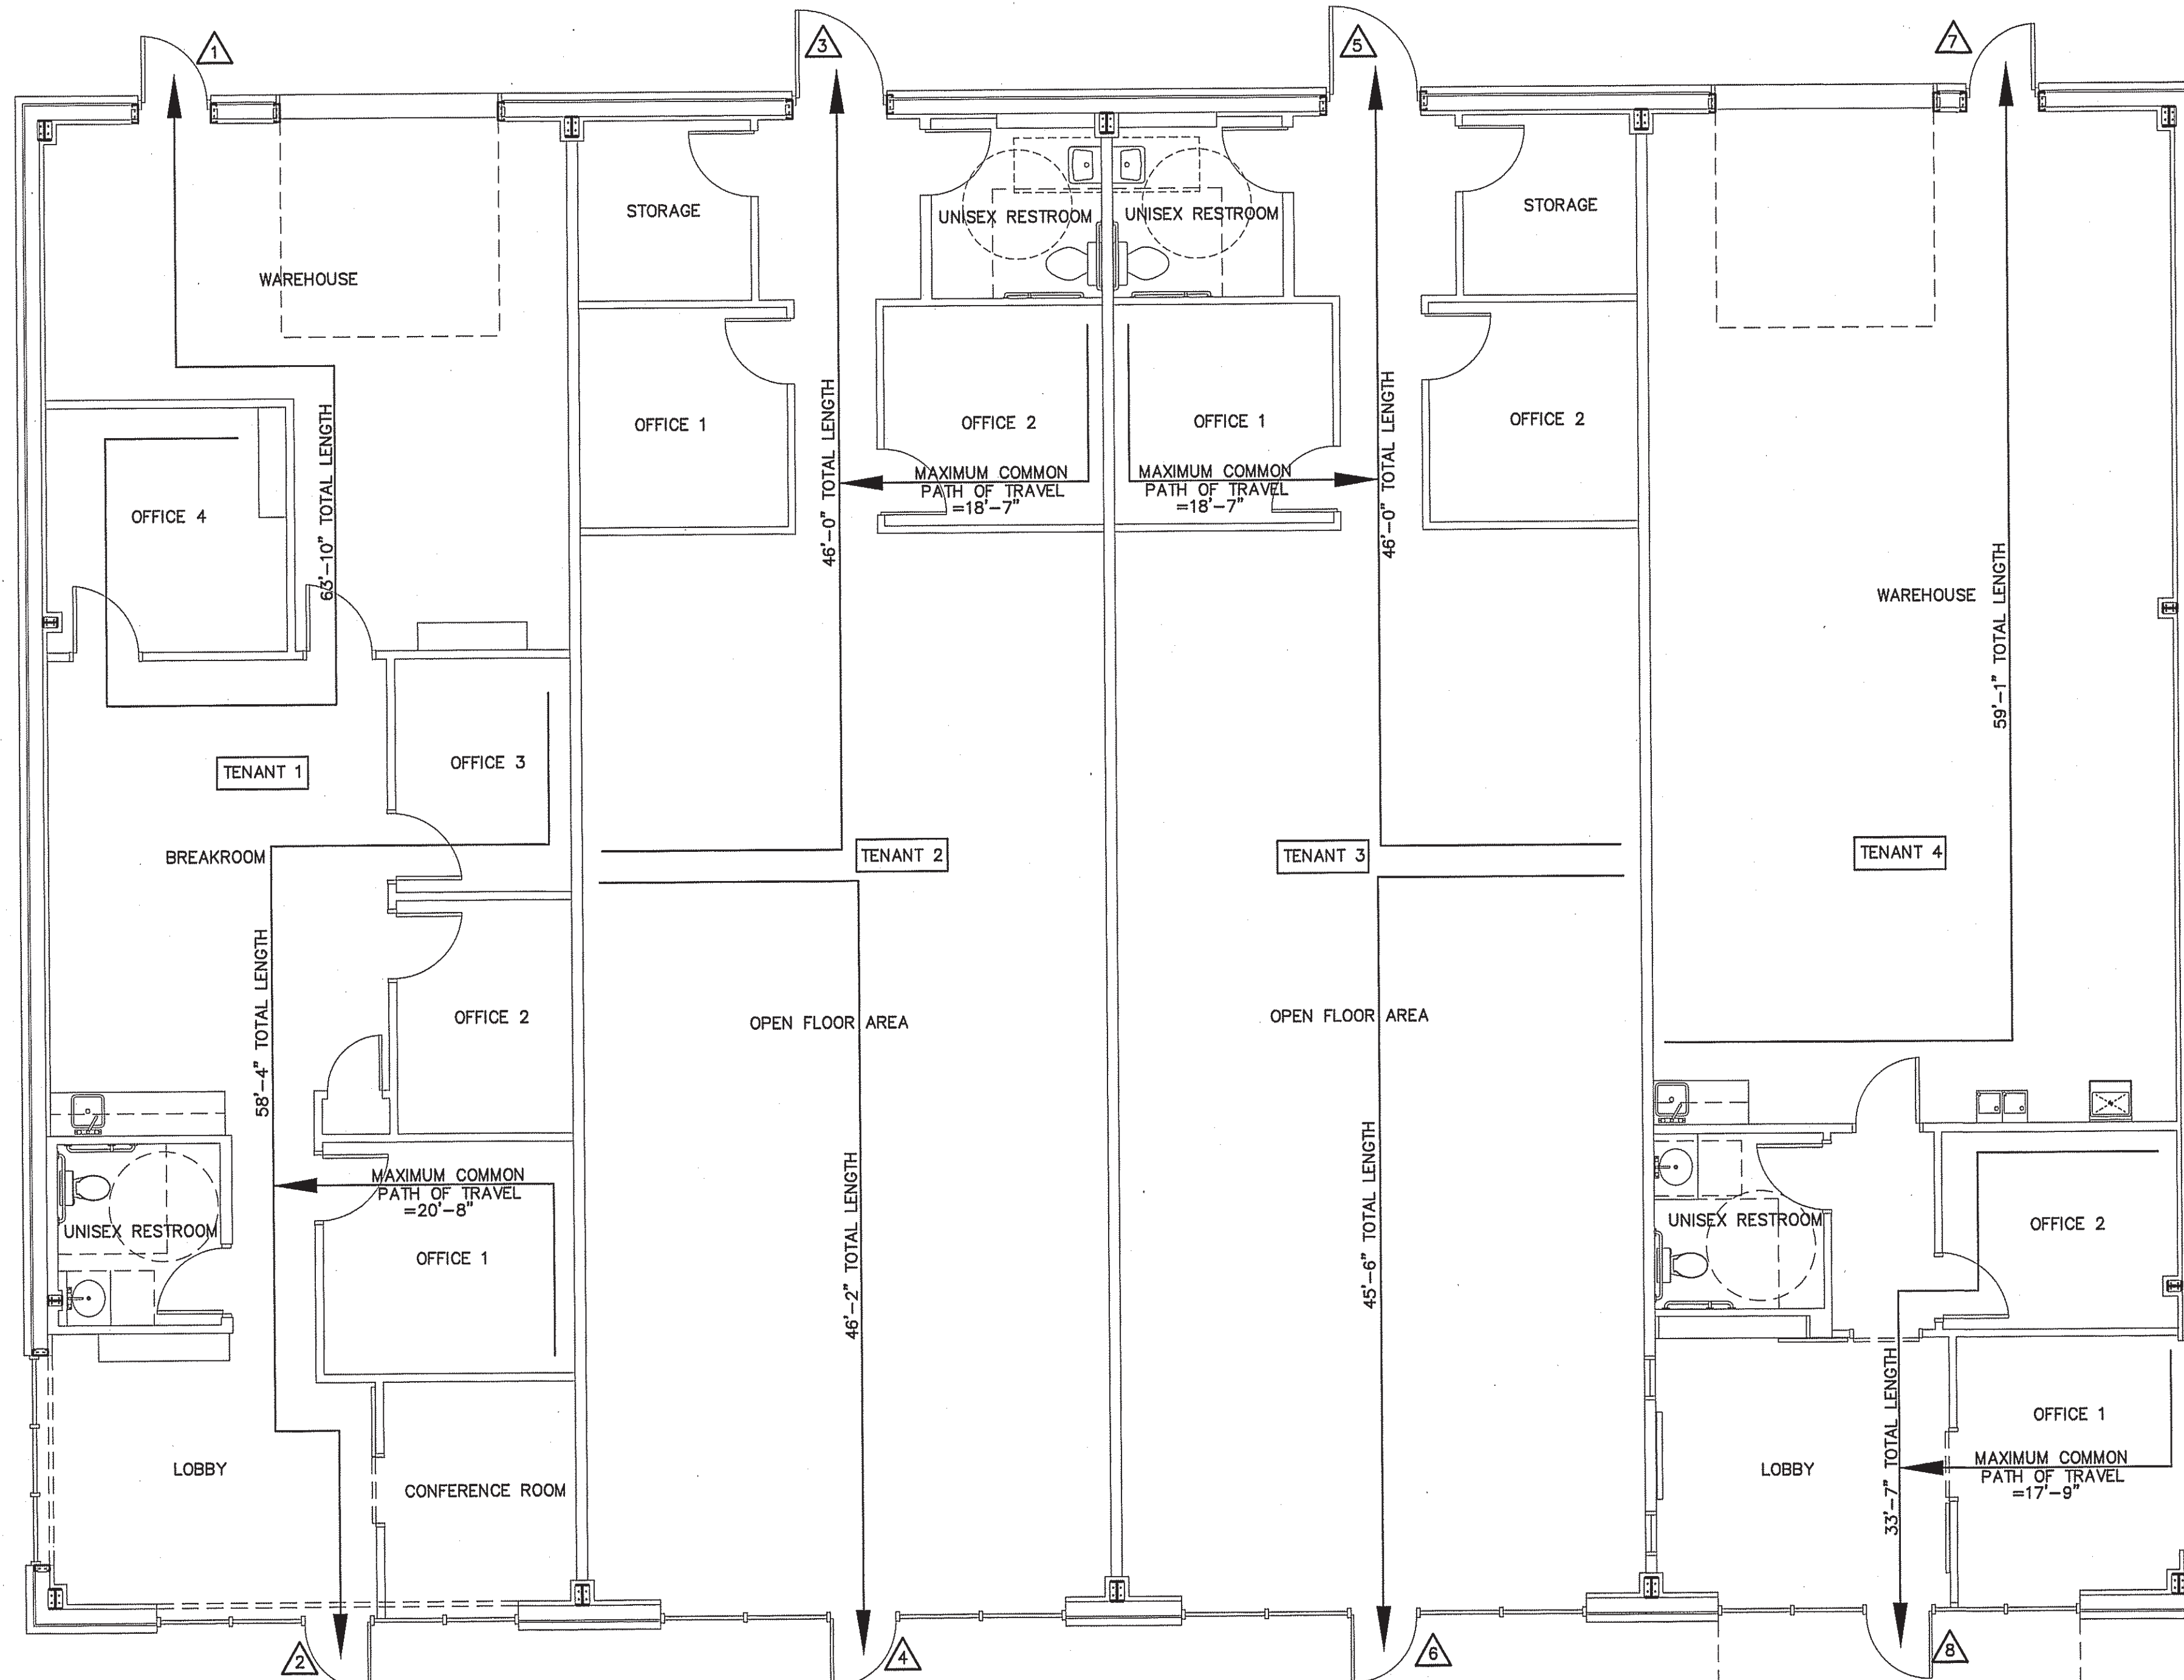 1
3
5
7
STORAGE
UNISEX RESTROOM
UNISEX RESTROOM
STORAGE
WAREHOUSE
OFFICE 1
OFFICE 2
OFFICE 1
OFFICE 2
63'-10" TOTAL LENGTH
46'-0" TOTAL LENGTH
MAXIMUM COMMON
PATH OF TRAVEL
=18'-7"
MAXIMUM COMMON
PATH OF TRAVEL
=18'-7"
46'-0" TOTAL LENGTH
OFFICE 4
WAREHOUSE
59'-1" TOTAL LENGTH
TENANT 1
OFFICE 3
BREAKROOM
TENANT 2
TENANT 3
TENANT 4
58'-4" TOTAL LENGTH
OFFICE 2
OPEN FLOOR AREA
OPEN FLOOR AREA
MAXIMUM COMMON
PATH OF TRAVEL
=20'-8"
UNISEX RESTROOM
OFFICE 1
46'-2" TOTAL LENGTH
45'-6" TOTAL LENGTH
UNISEX RESTROOM
OFFICE 2
33'-7" TOTAL LENGTH
OFFICE 1
LOBBY
CONFERENCE ROOM
LOBBY
MAXIMUM COMMON
PATH OF TRAVEL
=17'-9"
2
4
6
8